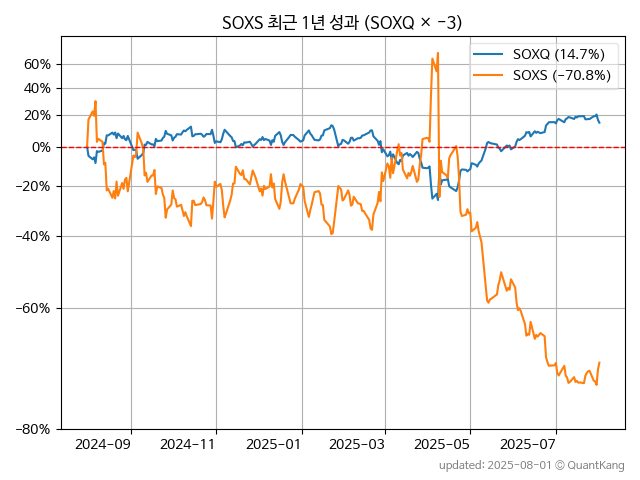 SOXS 최근 1년 성과 (SOXQ × −3)
SOXQ (14.7%)
SOXS (−70.8%)
60%
40%
20%
0%
−20%
−40%
−60%
−80%
2024-09 2024-11 2025-01 2025-03 2025-05 2025-07
updated: 2025-08-01 © QuantKang